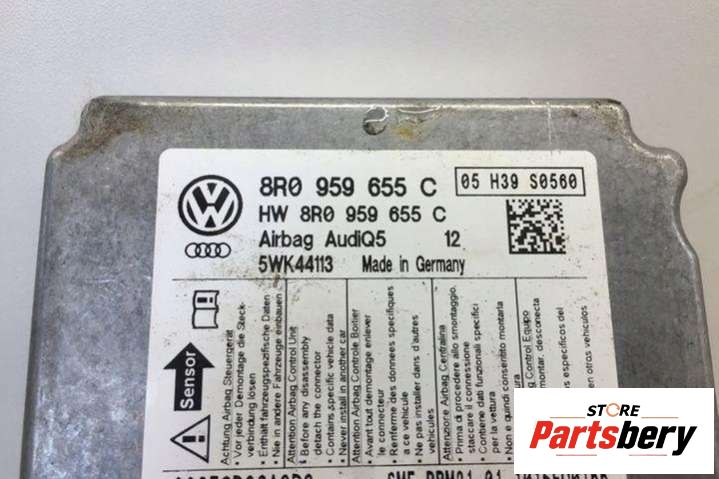 8R0 959 655 C
05 H39 S0560
HW 8R0 959 655 C
Airbag AudiQ5 12
5WK44113 Made in Germany
Sensor
Achtung Airbag Steuergerät
• Vor jeder Demontage die Steck-
verbindung lösen
• Enthält fahrzeugspezifische Daten
• Nie in andere Fahrzeuge einbauen
Attention Airbag Control Unit
• Before any disassembly
detach the connector
• Contains specific vehicle data
• Never install in another car
Attention Airbag Controle Boitier
• Avant tout demontage enlever
le connecteur
• Renferme des donnees specifiques
a ce vehicule
• Ne pas installer dans d'autres
vehicules
Attenzione Airbag Centralina
• Prima di procedere allo smontaggio,
staccare il connessione
• Contiene dati funzionali specifici
per la vettura
• Non e quindi consentito montarla
STORE
Partsbery